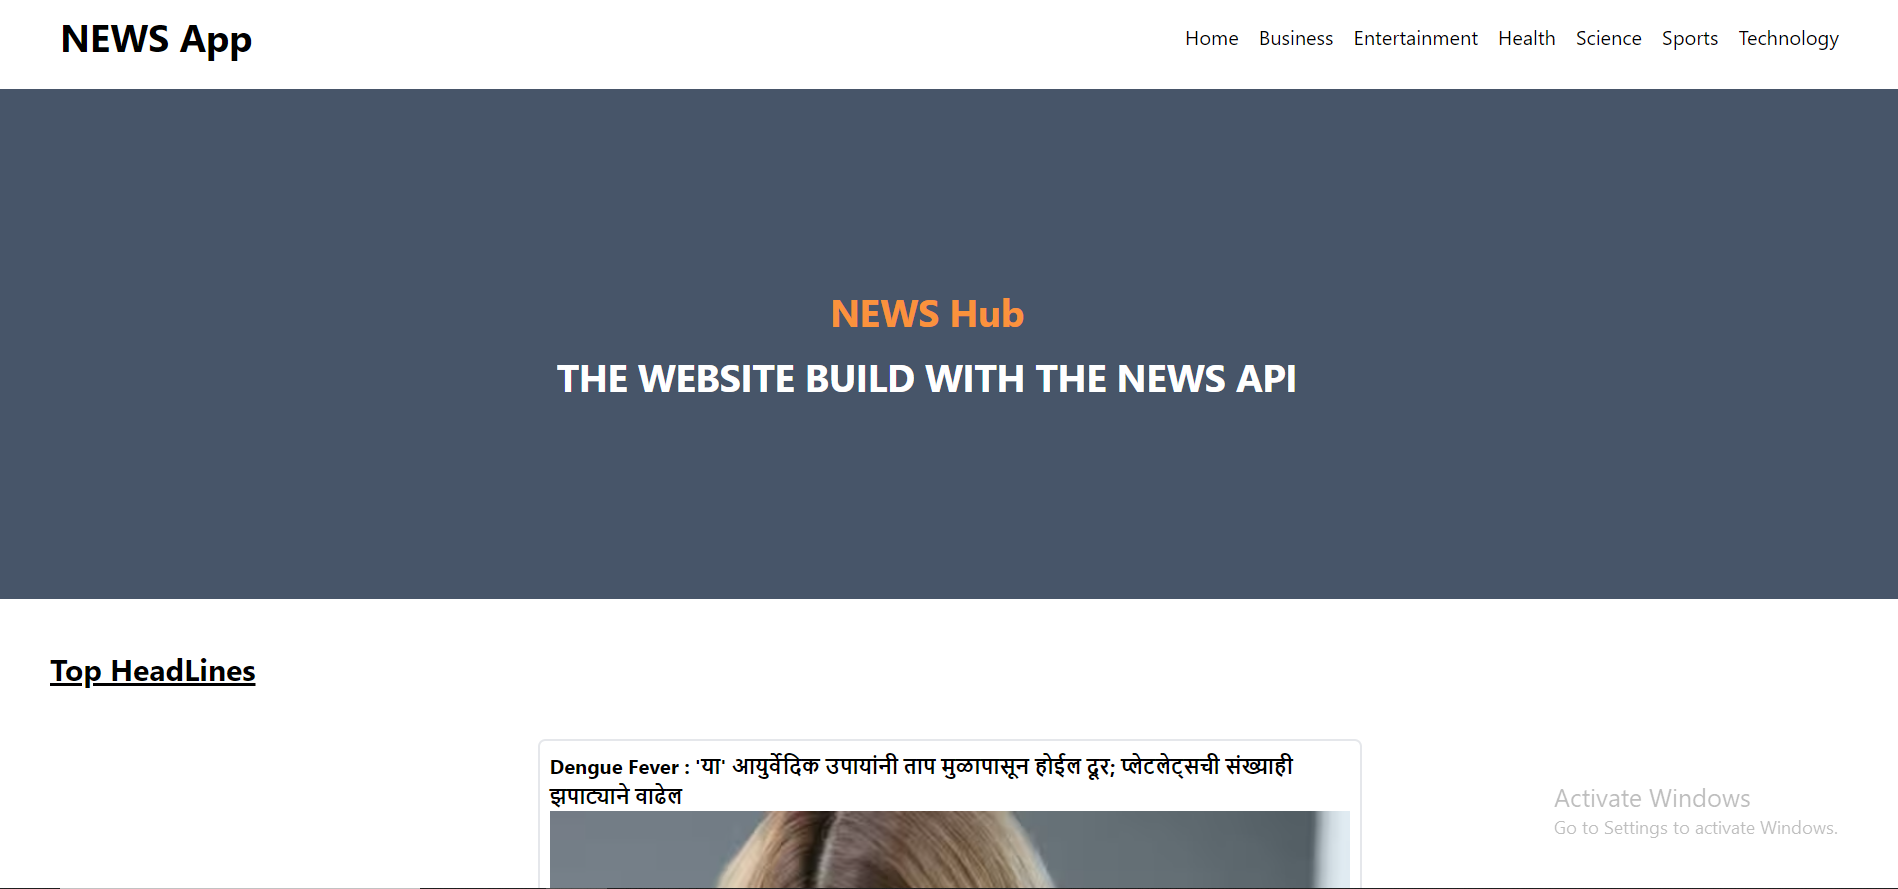 NEWS App
Home Business Entertainment Health Science Sports Technology
NEWS Hub
THE WEBSITE BUILD WITH THE NEWS API
Top HeadLines
Dengue Fever : 'या' आयुर्वेदिक उपायांनी ताप मुळापासून होईल दूर; प्लेटलेट्सची संख्याही
झपाट्याने वाढेल
Activate Windows
Go to Settings to activate Windows.